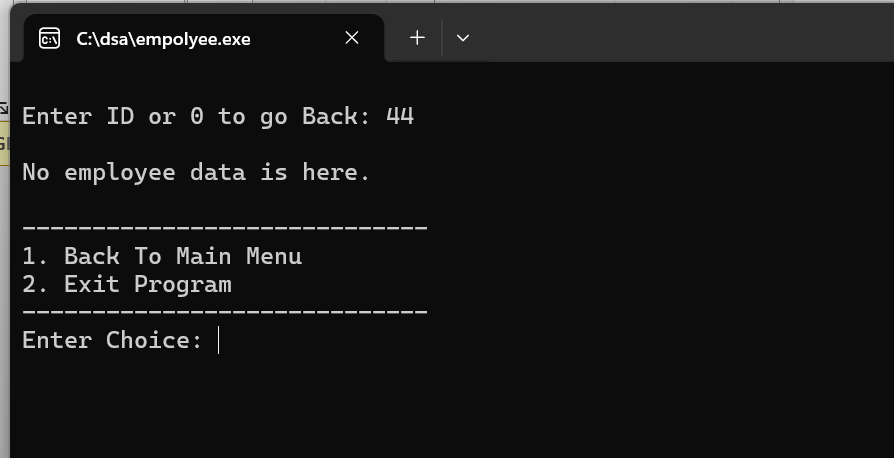 C:\dsa\empolyee.exe
Enter ID or 0 to go Back: 44
No employee data is here.
----------------------------
1. Back To Main Menu
2. Exit Program
----------------------------
Enter Choice: